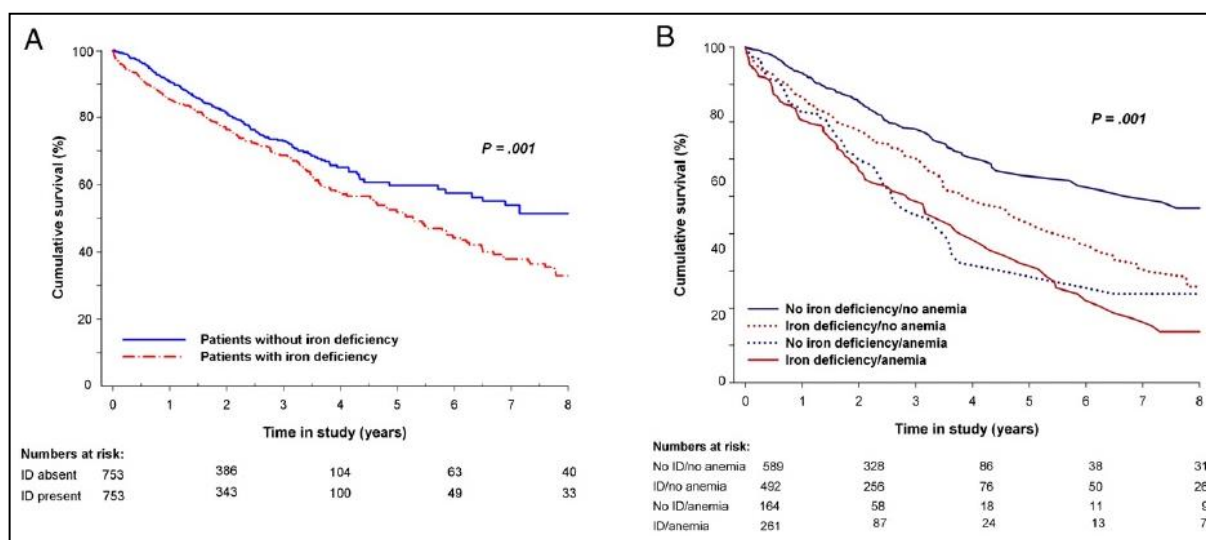 A
Cumulative survival (%)
100
80
60
40
20
0
P = .001
Patients without iron deficiency
Patients with iron deficiency
0 1 2 3 4 5 6 7 8
Time in study (years)
Numbers at risk:
ID absent 753 386 104 63 40
ID present 753 343 100 49 33
B
Cumulative survival (%)
100
80
60
40
20
0
P = .001
No iron deficiency/no anemia
Iron deficiency/no anemia
No iron deficiency/anemia
Iron deficiency/anemia
0 1 2 3 4 5 6 7 8
Time in study (years)
Numbers at risk:
No ID/no anemia 589 328 86 38 31
ID/no anemia 492 256 76 50 26
No ID/anemia 164 58 18 11 9
ID/anemia 261 87 24 13 7